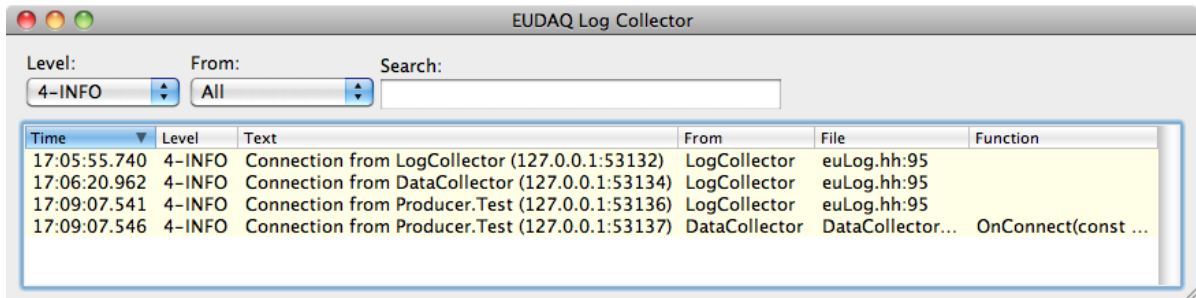 EUDAQ Log Collector
Level: From: Search:
4-INFO All
Time Level Text From File Function
17:05:55.740 4-INFO Connection from LogCollector (127.0.0.1:53132) LogCollector euLog.hh:95
17:06:20.962 4-INFO Connection from DataCollector (127.0.0.1:53134) LogCollector euLog.hh:95
17:09:07.541 4-INFO Connection from Producer.Test (127.0.0.1:53136) LogCollector euLog.hh:95
17:09:07.546 4-INFO Connection from Producer.Test (127.0.0.1:53137) DataCollector DataCollector... OnConnect(const ...